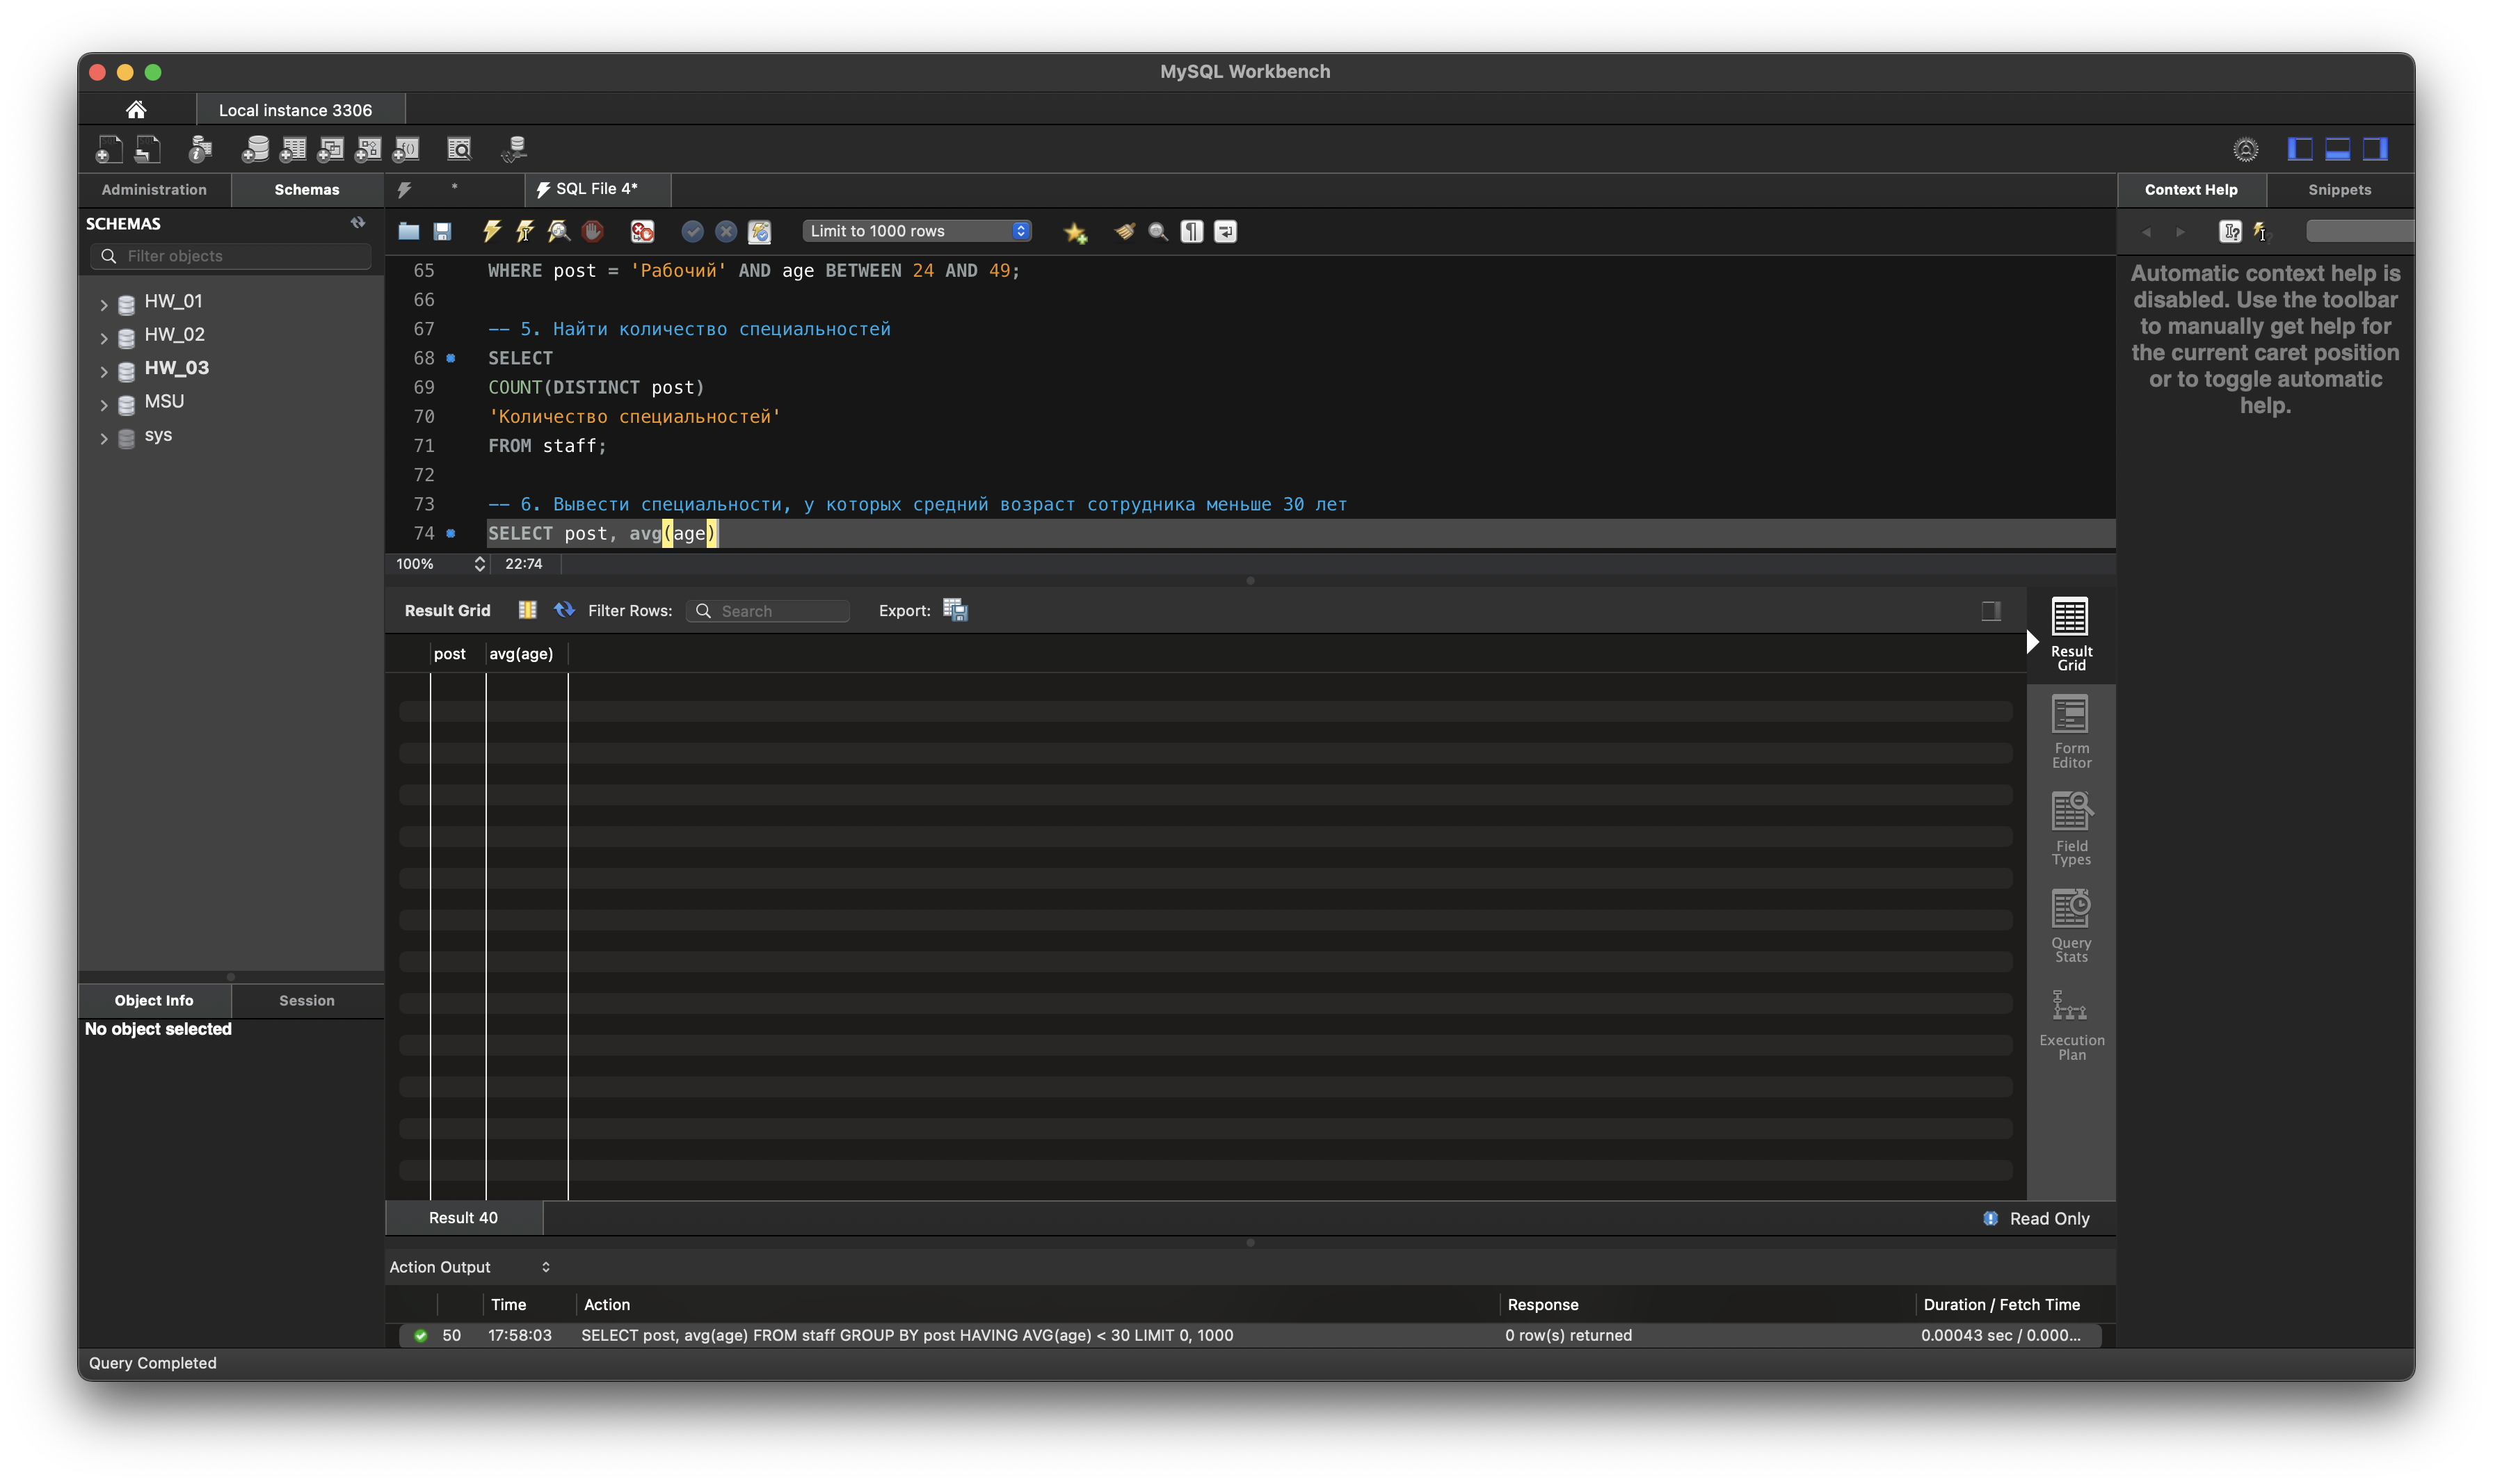 MySQL Workbench
Local instance 3306
Administration
Schemas
*
SQL File 4*
Context Help
Snippets
SCHEMAS
Filter objects
Limit to 1000 rows
HW_01
HW_02
HW_03
MSU
sys
65 WHERE post = 'Рабочий' AND age BETWEEN 24 AND 49;
66
67 -- 5. Найти количество специальностей
68 SELECT
69 COUNT(DISTINCT post)
70 'Количество специальностей'
71 FROM staff;
72
73 -- 6. Вывести специальности, у которых средний возраст сотрудника меньше 30 лет
74 SELECT post, avg(age)
100% 22:74
Automatic context help is
disabled. Use the toolbar
to manually get help for
the current caret position
or to toggle automatic
help.
Result Grid Filter Rows: Search Export:
post avg(age)
Result
Grid
Form
Editor
Field
Types
Query
Stats
Execution
Plan
Object Info
Session
No object selected
Result 40
Read Only
Action Output
Time Action Response Duration / Fetch Time
50 17:58:03 SELECT post, avg(age) FROM staff GROUP BY post HAVING AVG(age) < 30 LIMIT 0, 1000 0 row(s) returned 0.00043 sec / 0.000...
Query Completed